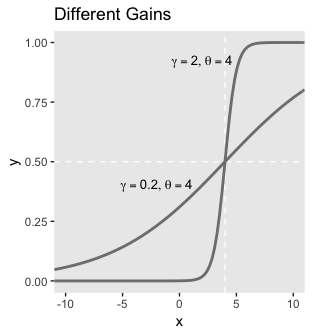 Different Gains
1.00
γ = 2, θ = 4
0.75
y
0.50
γ = 0.2, θ = 4
0.25
0.00
-10 -5 0 5 10
x